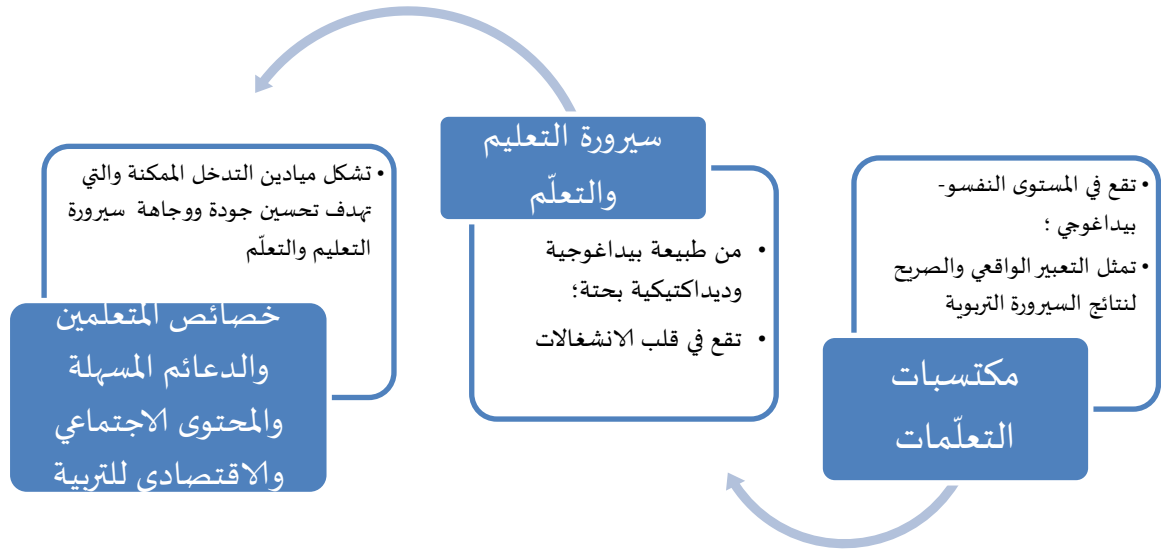 • تقع في المستوى النفسو-
بيداغوجي ؛
• تمثل التعبير الواقعي والصريح
لنتائج السيرورة التربوية
مكتسبات
التعلّمات
سيرورة التعليم
والتعلّم
• من طبيعة بيداغوجية
وديداكتيكية بحتة؛
• تقع في قلب الانشغالات
• تشكل ميادين التدخل الممكنة والتي
تهدف تحسين جودة ووجاهة سيرورة
التعليم والتعلّم
خصائص المتعلمين
والدعائم المسهلة
والمحتوى الاجتماعي
والاقتصادي للتربية